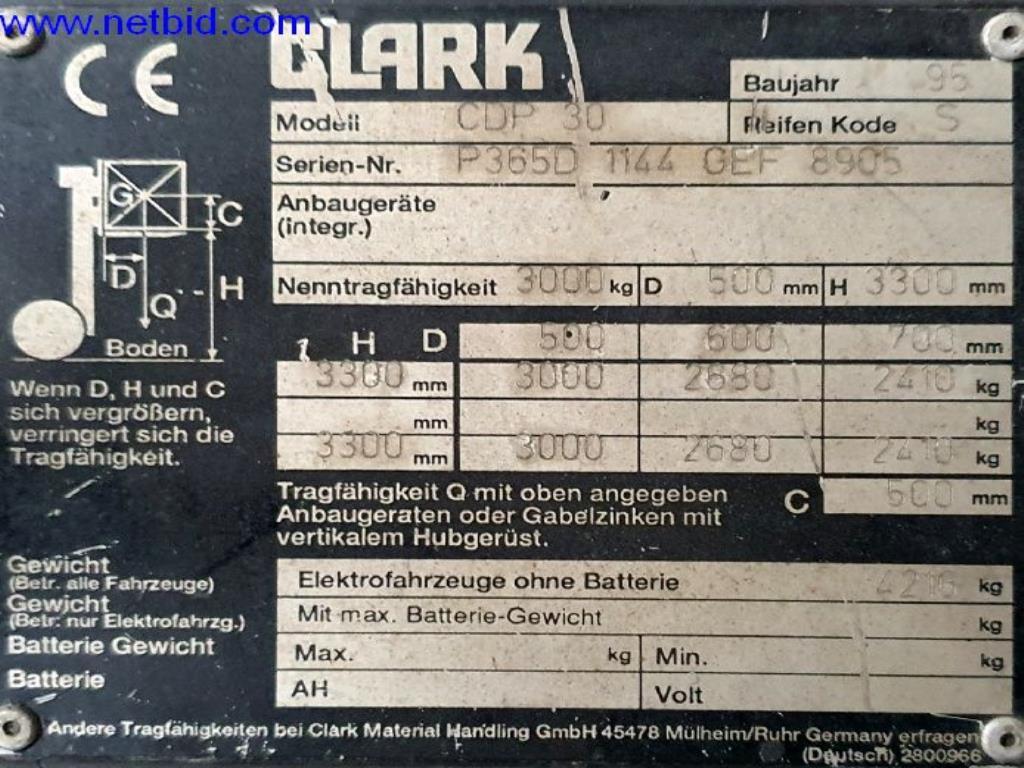 www.netbid.com
CE
CLARK
Baujahr 95
Modell CDP 30 Reifen Kode S
Serien-Nr. P365D 1144 GEF 8905
Anbaugeräte
(integr.)
Nenntragfähigkeit 3000 kg D 500 mm H 3300 mm
G C
D H
Q
Boden
H D 500 600 700 mm
3300 mm 3000 2680 2410 kg
mm kg
3300 mm 3000 2680 2410 kg
Wenn D, H und C
sich vergrößern,
verringert sich die
Tragfähigkeit.
Tragfähigkeit Q mit oben angegeben
Anbaugeraten oder Gabelzinken mit
vertikalem Hubgerüst.
C 500 mm
Gewicht
(Betr. alle Fahrzeuge)
Elektrofahrzeuge ohne Batterie 4216 kg
Gewicht
(Betr. nur Elektrofahrzg.)
Mit max. Batterie-Gewicht kg
Batterie Gewicht Max. kg Min. kg
Batterie AH Volt
Andere Tragfähigkeiten bei Clark Material Handling GmbH 45478 Mülheim/Ruhr Germany erfragen
(Deutsch) 2800966